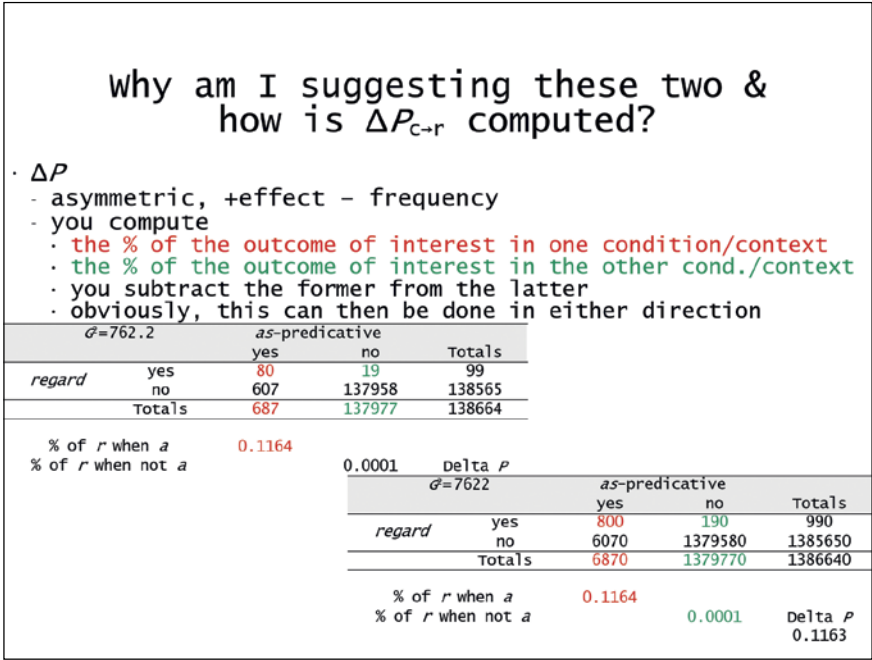 Why am I suggesting these two &
how is ΔPc→r computed?
· ΔP
- asymmetric, +effect – frequency
- you compute
· the % of the outcome of interest in one condition/context
· the % of the outcome of interest in the other cond./context
· you subtract the former from the latter
· obviously, this can then be done in either direction
G²=762.2 as-predicative
yes no Totals
regard yes 80 19 99
no 607 137958 138565
Totals 687 137977 138664
% of r when a 0.1164
% of r when not a 0.0001 Delta P
G²=7622 as-predicative
yes no Totals
regard yes 800 190 990
no 6070 1379580 1385650
Totals 6870 1379770 1386640
% of r when a 0.1164
% of r when not a 0.0001 Delta P
0.1163